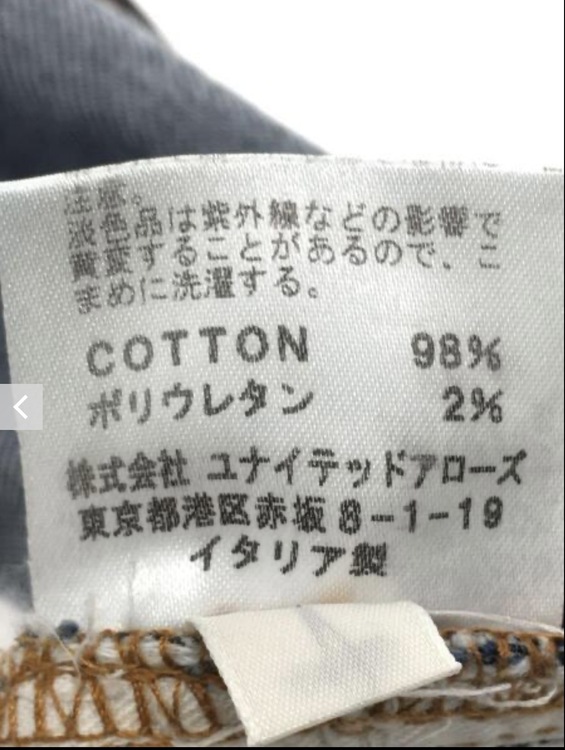 注意。
淡色品は紫外線などの影響で
黄変することがあるので、こ
まめに洗濯する。
COTTON 98%
ポリウレタン 2%
株式会社 ユナイテッドアローズ
東京都港区赤坂8-1-19
イタリア製